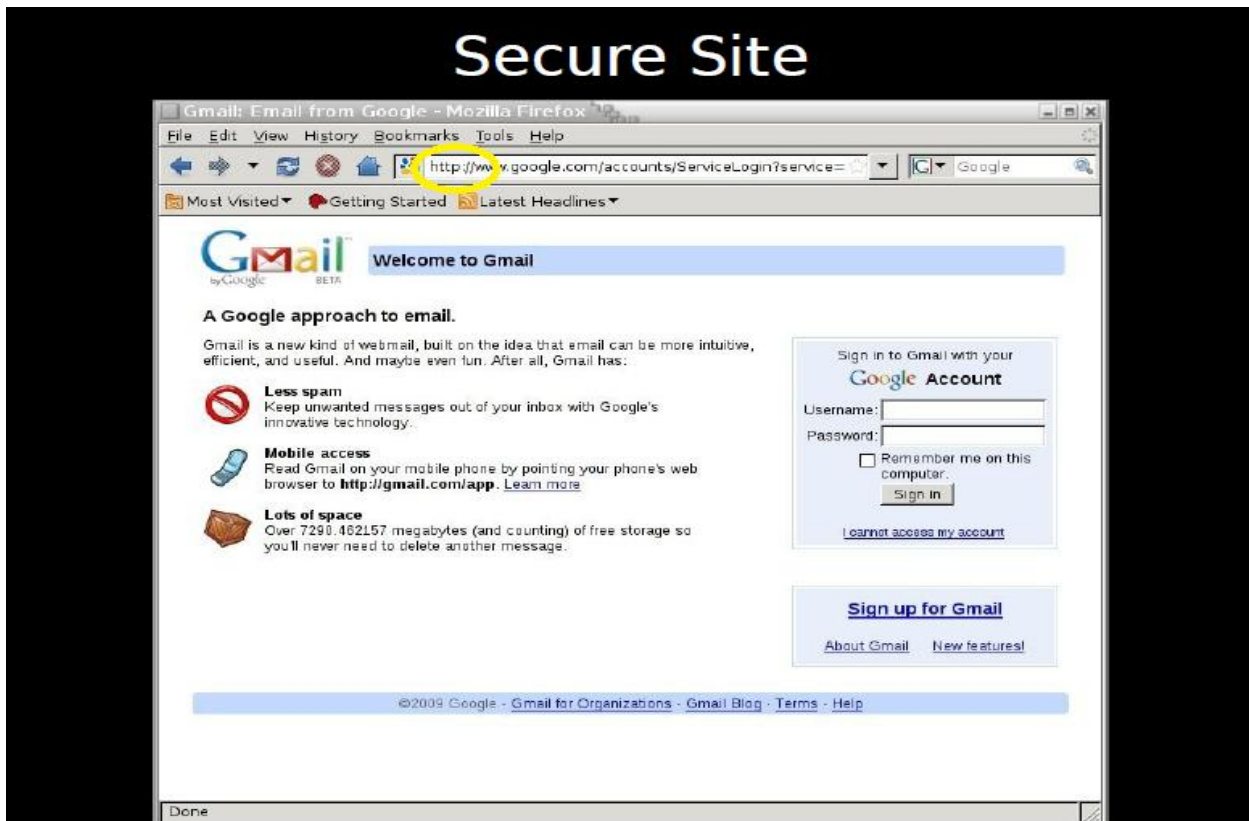 Secure Site
Gmail: Email from Google - Mozilla Firefox
File Edit View History Bookmarks Tools Help
http://www.google.com/accounts/ServiceLogin?service= G Google
Most Visited Getting Started Latest Headlines
Gmail by Google BETA
Welcome to Gmail
A Google approach to email.
Gmail is a new kind of webmail, built on the idea that email can be more intuitive,
efficient, and useful. And maybe even fun. After all, Gmail has:
Less spam
Keep unwanted messages out of your inbox with Google's
innovative technology.
Mobile access
Read Gmail on your mobile phone by pointing your phone's web
browser to http://gmail.com/app. Learn more
Lots of space
Over 7298.462157 megabytes (and counting) of free storage so
you'll never need to delete another message.
Sign in to Gmail with your
Google Account
Username:
Password:
Remember me on this
computer.
Sign in
I cannot access my account
Sign up for Gmail
About Gmail New features!
©2009 Google - Gmail for Organizations - Gmail Blog - Terms - Help
Done